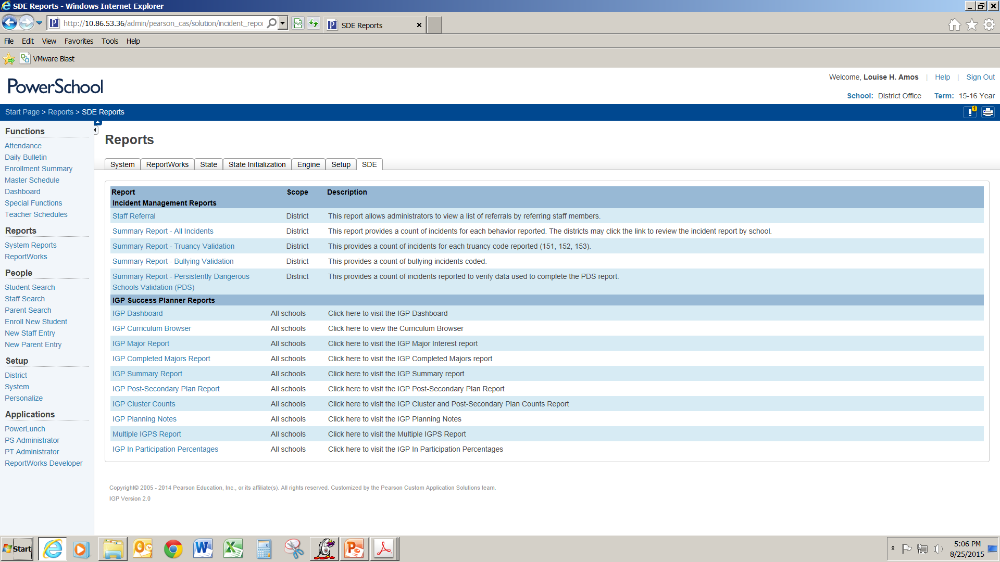 SDE Reports - Windows Internet Explorer
http://10.86.53.36/admin/pearson_cas/solution/incident_repor
SDE Reports
File Edit View Favorites Tools Help
VMware Blast
PowerSchool
Welcome, Louise H. Amos | Help | Sign Out
School: District Office Term: 15-16 Year
Start Page > Reports > SDE Reports
1
Functions
Attendance
Daily Bulletin
Enrollment Summary
Master Schedule
Dashboard
Special Functions
Teacher Schedules
Reports
System Reports
ReportWorks
People
Student Search
Staff Search
Parent Search
Enroll New Student
New Staff Entry
New Parent Entry
Setup
District
System
Personalize
Applications
PowerLunch
PS Administrator
PT Administrator
ReportWorks Developer
Reports
System ReportWorks State State Initialization Engine Setup SDE
Report Scope Description
Incident Management Reports
Staff Referral District This report allows administrators to view a list of referrals by referring staff members.
Summary Report - All Incidents District This report provides a count of incidents for each behavior reported. The districts may click the link to review the incident report by school.
Summary Report - Truancy Validation District This provides a count of incidents for each truancy code reported (151, 152, 153).
Summary Report - Bullying Validation District This provides a count of bullying incidents coded.
Summary Report - Persistently Dangerous District This provides a count of incidents reported to verify data used to complete the PDS report.
Schools Validation (PDS)
IGP Success Planner Reports
IGP Dashboard All schools Click here to visit the IGP Dashboard
IGP Curriculum Browser All schools Click here to view the Curriculum Browser
IGP Major Report All schools Click here to visit the IGP Major Interest report
IGP Completed Majors Report All schools Click here to visit the IGP Completed Majors report
IGP Summary Report All schools Click here to visit the IGP Summary report
IGP Post-Secondary Plan Report All schools Click here to visit the IGP Post-Secondary Plan Report
IGP Cluster Counts All schools Click here to visit the IGP Cluster and Post-Secondary Plan Counts Report
IGP Planning Notes All schools Click here to visit the IGP Planning Notes
Multiple IGPS Report All schools Click here to visit the Multiple IGPS Report
IGP In Participation Percentages All schools Click here to visit the IGP In Participation Percentages
Copyright© 2005 - 2014 Pearson Education, Inc., or its affiliate(s). All rights reserved. Customized by the Pearson Custom Application Solutions team.
IGP Version 2.0
Start
5:06 PM
8/25/2015